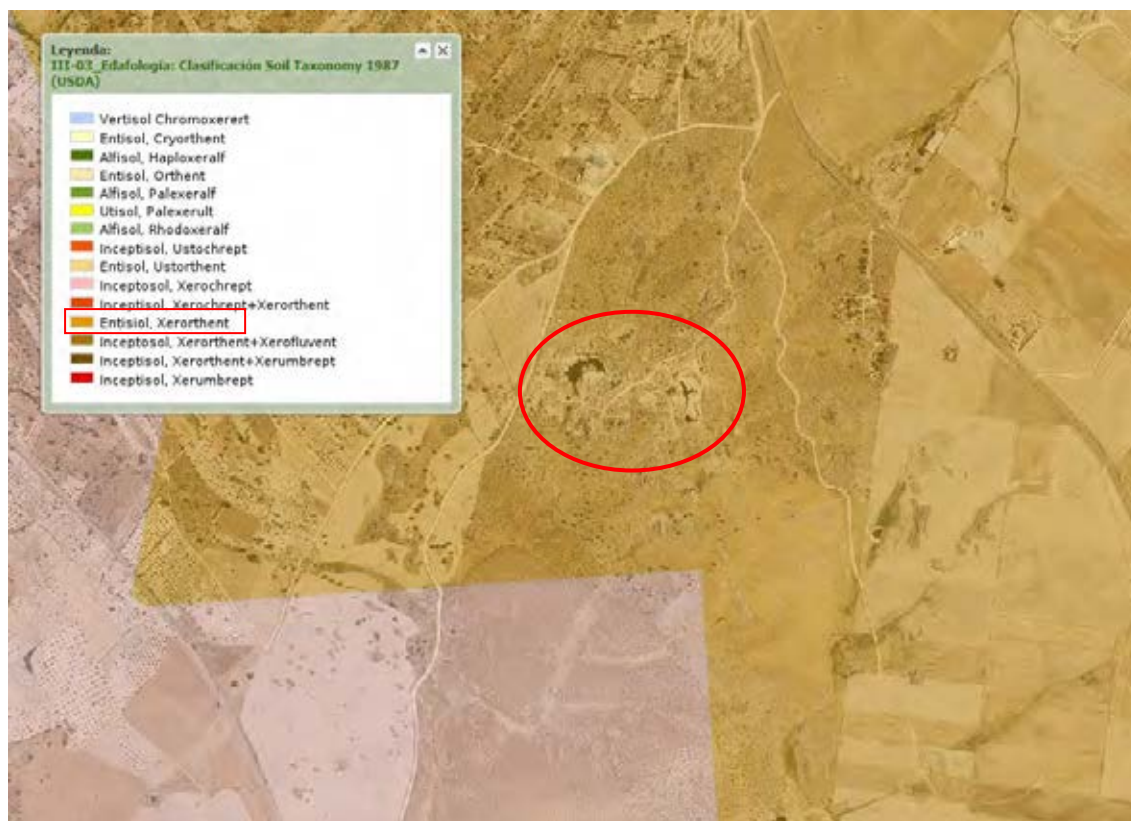 Leyenda:
III-03_Edafología: Clasificación Soil Taxonomy 1987
(USDA)
Vertisol Chromoxerert
Entisol, Cryorthent
Alfisol, Haploxeralf
Entisol, Orthent
Alfisol, Palexeralf
Utisol, Palexerult
Alfisol, Rhodoxeralf
Inceptisol, Ustochrept
Entisol, Ustorthent
Inceptosol, Xerochrept
Inceptisol, Xerochrept+Xerorthent
Entisiol, Xerorthent
Inceptosol, Xerorthent+Xerofluvent
Inceptisol, Xerorthent+Xerumbrept
Inceptisol, Xerumbrept